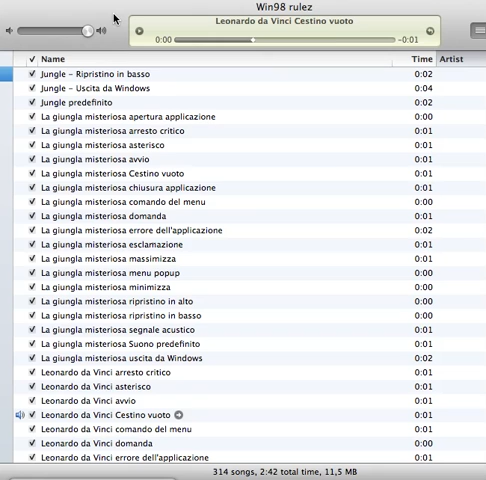 Win98 rulez
Leonardo da Vinci Cestino vuoto
0:00 -0:01
Name Time Artist
Jungle – Ripristino in basso 0:02
Jungle – Uscita da Windows 0:04
Jungle predefinito 0:02
La giungla misteriosa apertura applicazione 0:00
La giungla misteriosa arresto critico 0:01
La giungla misteriosa asterisco 0:01
La giungla misteriosa avvio 0:01
La giungla misteriosa Cestino vuoto 0:01
La giungla misteriosa chiusura applicazione 0:01
La giungla misteriosa comando del menu 0:00
La giungla misteriosa domanda 0:01
La giungla misteriosa errore dell'applicazione 0:02
La giungla misteriosa esclamazione 0:01
La giungla misteriosa massimizza 0:01
La giungla misteriosa menu popup 0:00
La giungla misteriosa minimizza 0:00
La giungla misteriosa ripristino in alto 0:00
La giungla misteriosa ripristino in basso 0:00
La giungla misteriosa segnale acustico 0:01
La giungla misteriosa Suono predefinito 0:01
La giungla misteriosa uscita da Windows 0:02
Leonardo da Vinci arresto critico 0:01
Leonardo da Vinci asterisco 0:01
Leonardo da Vinci avvio 0:01
Leonardo da Vinci Cestino vuoto 0:01
Leonardo da Vinci comando del menu 0:01
Leonardo da Vinci domanda 0:00
Leonardo da Vinci errore dell'applicazione 0:01
314 songs, 2:42 total time, 11,5 MB